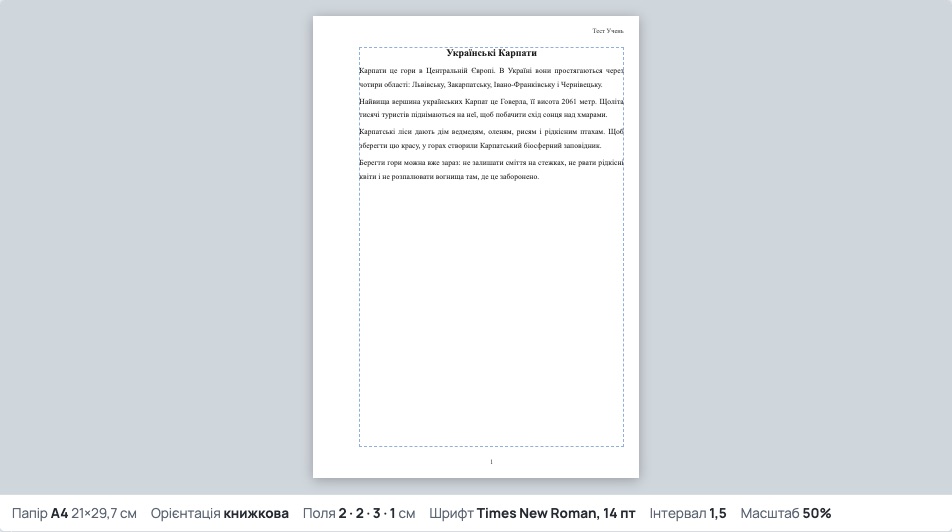 Тест Учень
Українські Карпати
Карпати це гори в Центральній Європі. В Україні вони простягаються через
чотири області: Львівську, Закарпатську, Івано-Франківську і Чернівецьку.
Найвища вершина українських Карпат це Говерла, її висота 2061 метр. Щоліта
тисячі туристів піднімаються на неї, щоб побачити схід сонця над хмарами.
Карпатські ліси дають дім ведмедям, оленям, рисям і рідкісним птахам. Щоб
зберегти цю красу, у горах створили Карпатський біосферний заповідник.
Берегти гори можна вже зараз: не залишати сміття на стежках, не рвати рідкісні
квіти і не розпалювати вогнища там, де це заборонено.
1
Папір А4 21×29,7 см Орієнтація книжкова Поля 2 · 2 · 3 · 1 см Шрифт Times New Roman, 14 пт Інтервал 1,5 Масштаб 50%